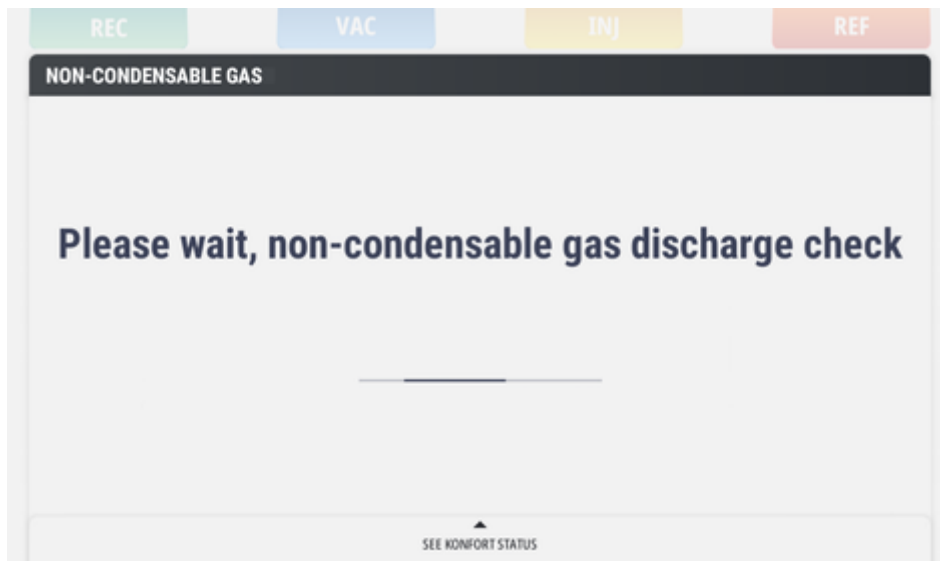 REC VAC INJ REF
NON-CONDENSABLE GAS
Please wait, non-condensable gas discharge check
SEE KONFORT STATUS